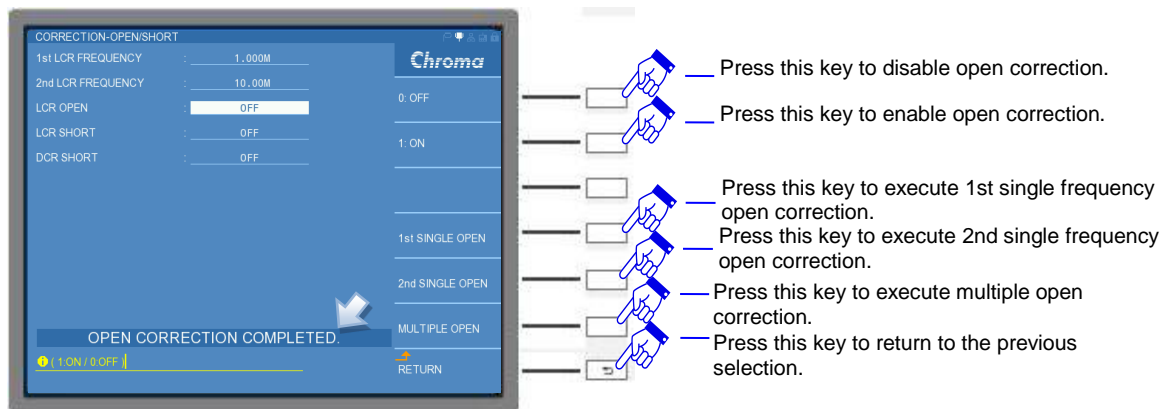 CORRECTION-OPEN/SHORT
1st LCR FREQUENCY : 1.000M
2nd LCR FREQUENCY : 10.00M
LCR OPEN : OFF
LCR SHORT : OFF
DCR SHORT : OFF
OPEN CORRECTION COMPLETED.
( 1:ON / 0:OFF )
Chroma
0: OFF
1: ON
1st SINGLE OPEN
2nd SINGLE OPEN
MULTIPLE OPEN
RETURN
Press this key to disable open correction.
Press this key to enable open correction.
Press this key to execute 1st single frequency
open correction.
Press this key to execute 2nd single frequency
open correction.
Press this key to execute multiple open
correction.
Press this key to return to the previous
selection.